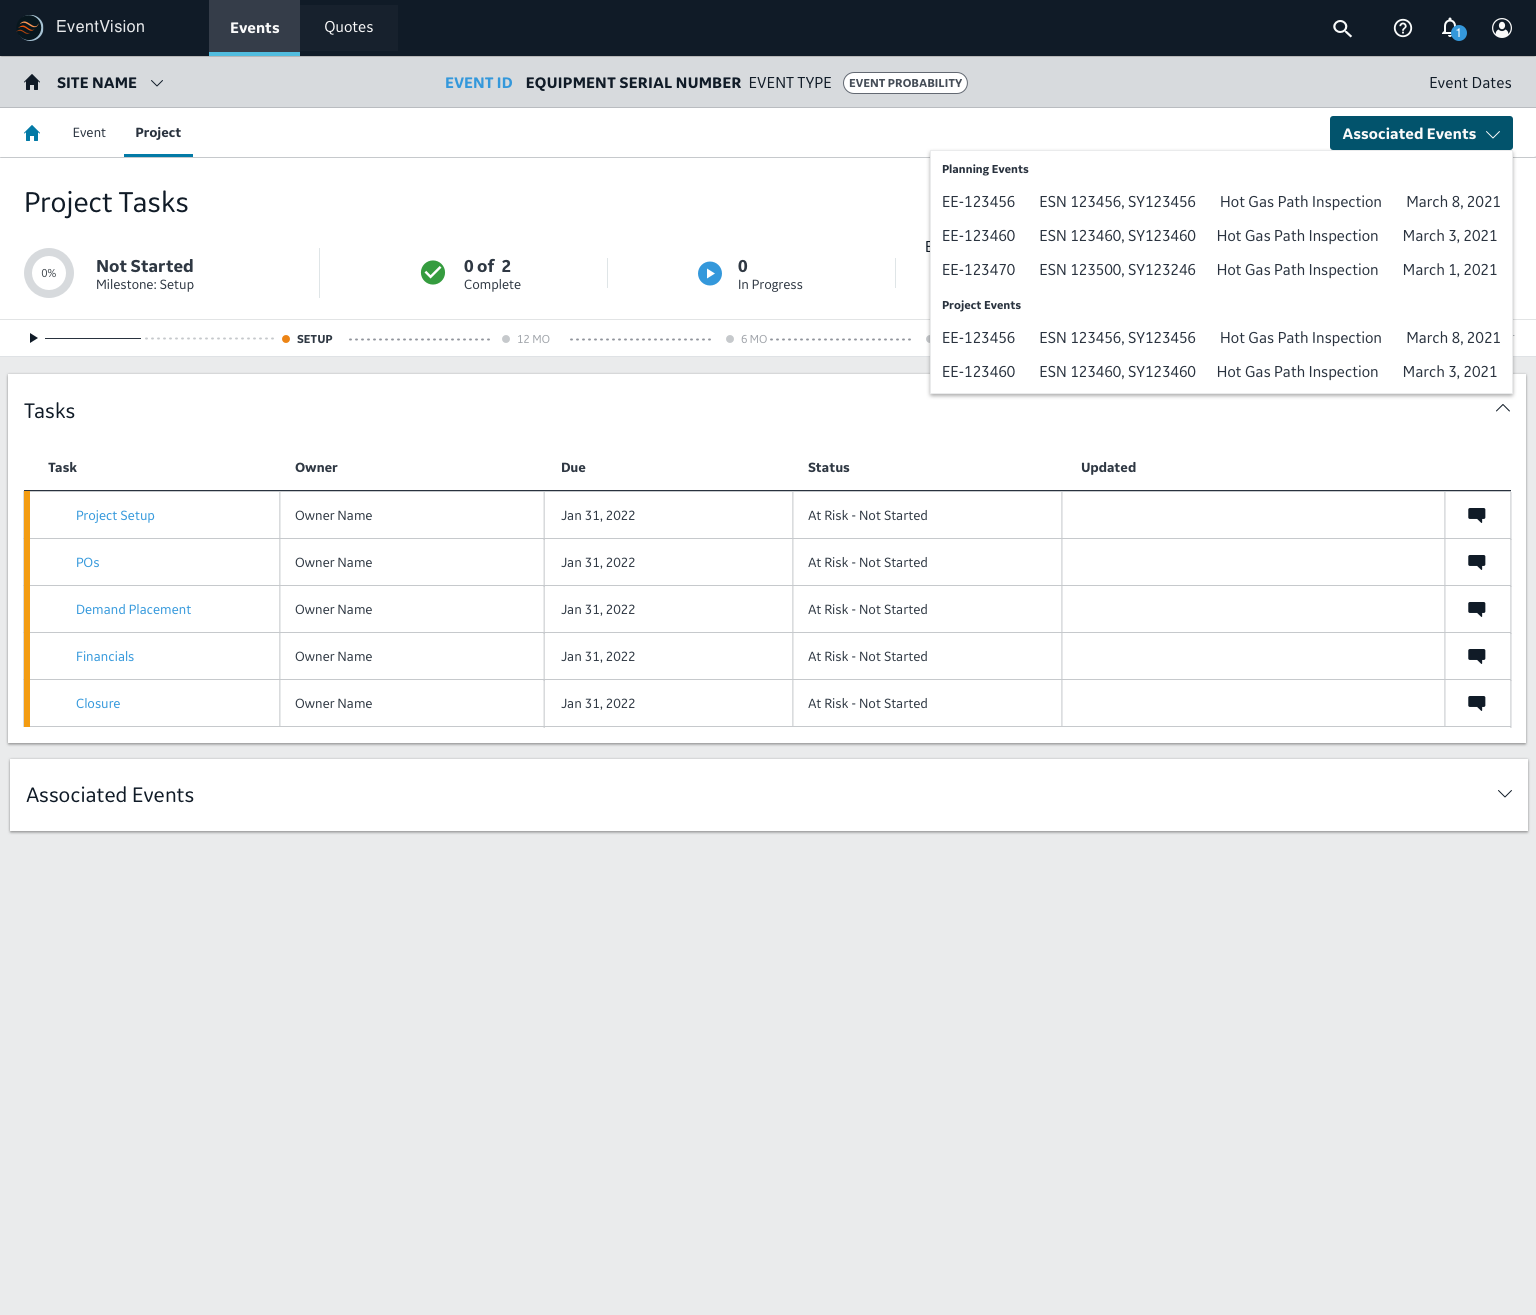 EventVision
Events
Quotes
1
SITE NAME
EVENT ID EQUIPMENT SERIAL NUMBER EVENT TYPE EVENT PROBABILITY
Event Dates
Event
Project
Associated Events
Planning Events
EE-123456 ESN 123456, SY123456 Hot Gas Path Inspection March 8, 2021
EE-123460 ESN 123460, SY123460 Hot Gas Path Inspection March 3, 2021
EE-123470 ESN 123500, SY123246 Hot Gas Path Inspection March 1, 2021
Project Events
EE-123456 ESN 123456, SY123456 Hot Gas Path Inspection March 8, 2021
EE-123460 ESN 123460, SY123460 Hot Gas Path Inspection March 3, 2021
Project Tasks
0%
Not Started
Milestone: Setup
0 of 2
Complete
0
In Progress
SETUP
12 MO
6 MO
Tasks
Task Owner Due Status Updated
Project Setup Owner Name Jan 31, 2022 At Risk - Not Started
POs Owner Name Jan 31, 2022 At Risk - Not Started
Demand Placement Owner Name Jan 31, 2022 At Risk - Not Started
Financials Owner Name Jan 31, 2022 At Risk - Not Started
Closure Owner Name Jan 31, 2022 At Risk - Not Started
Associated Events